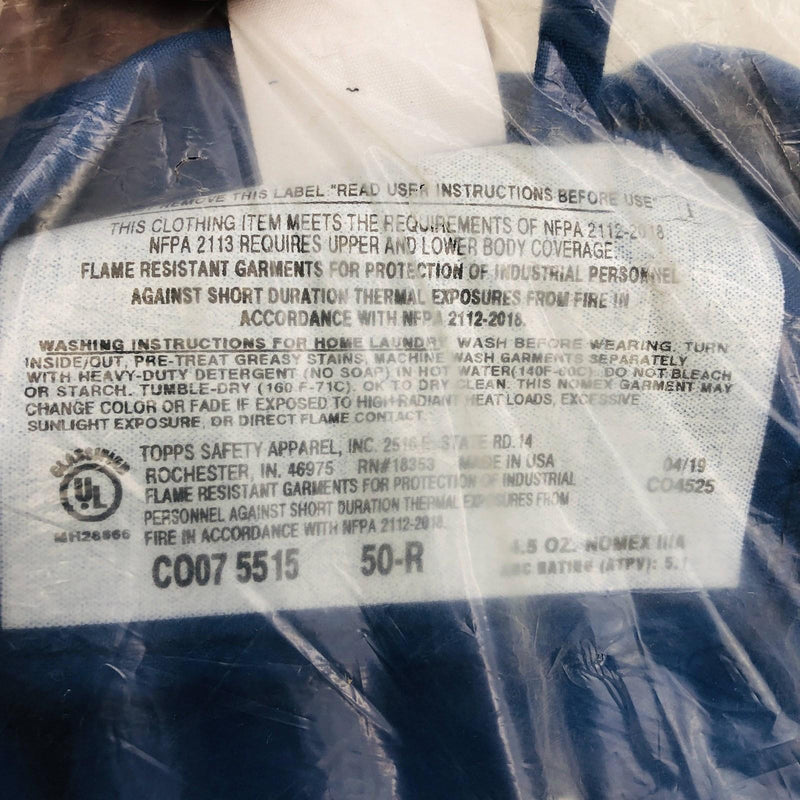 REMOVE THIS LABEL "READ USER INSTRUCTIONS BEFORE USE"
THIS CLOTHING ITEM MEETS THE REQUIREMENTS OF NFPA 2112-2018
NFPA 2113 REQUIRES UPPER AND LOWER BODY COVERAGE.
FLAME RESISTANT GARMENTS FOR PROTECTION OF INDUSTRIAL PERSONNEL
AGAINST SHORT DURATION THERMAL EXPOSURES FROM FIRE IN
ACCORDANCE WITH NFPA 2112-2018.
WASHING INSTRUCTIONS FOR HOME LAUNDRY WASH BEFORE WEARING, TURN
INSIDE/OUT, PRE-TREAT GREASY STAINS, MACHINE WASH GARMENTS SEPARATELY
WITH HEAVY-DUTY DETERGENT (NO SOAP) IN HOT WATER(140F-60C). DO NOT BLEACH
OR STARCH. TUMBLE-DRY (160 F-71C). OK TO DRY CLEAN. THIS NOMEX GARMENT MAY
CHANGE COLOR OR FADE IF EXPOSED TO HIGH RADIANT HEAT LOADS, EXCESSIVE
SUNLIGHT EXPOSURE, OR DIRECT FLAME CONTACT.
CLASSIFIED
UL
MH26666
TOPPS SAFETY APPAREL, INC. 2516 E. STATE RD. 14
ROCHESTER, IN. 46975 RN#18353 MADE IN USA 04/19
FLAME RESISTANT GARMENTS FOR PROTECTION OF INDUSTRIAL CO4525
PERSONNEL AGAINST SHORT DURATION THERMAL EXPOSURES FROM
FIRE IN ACCORDANCE WITH NFPA 2112-2018.
CO07 5515 50-R 4.5 OZ. NOMEX IIIA
ARC RATING (ATPV):